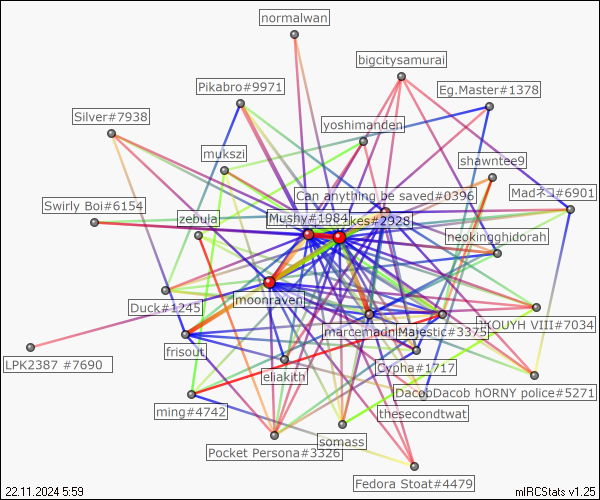 normalwan
bigcitysamurai
Pikabro#9971
Eg.Master#1378
Silver#7938
yoshimanden
mukszi
shawntee9
Can anything be saved#0396
Madネコ#6901
Swirly Boi#6154
zebula
Mushy#1984
kes#2928
neokingghidorah
moonraven
Duck#1245
marcemadn
Majestic#3375
KOUYH VIII#7034
frisout
LPK2387 #7690
eliakith
Cypha#1717
DacobDacob hORNY police#5271
ming#4742
thesecondtwat
somass
Pocket Persona#3326
Fedora Stoat#4479
22.11.2024 5:59
mIRCStats v1.25